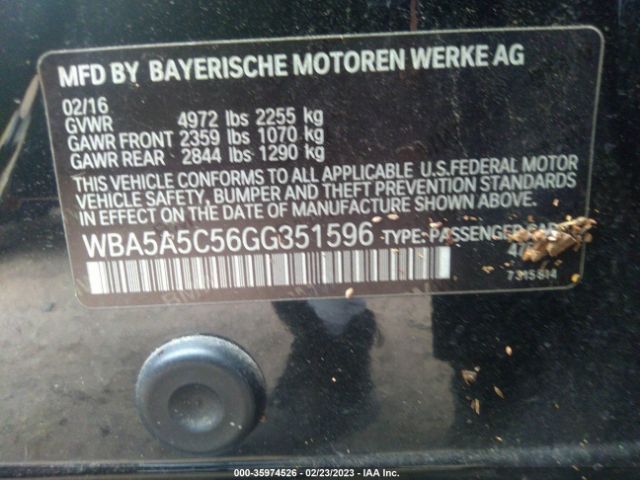 MFD BY BAYERISCHE MOTOREN WERKE AG
02/16
GVWR 4972 lbs 2255 kg
GAWR FRONT 2359 lbs 1070 kg
GAWR REAR 2844 lbs 1290 kg
THIS VEHICLE CONFORMS TO ALL APPLICABLE U.S.FEDERAL MOTOR
VEHICLE SAFETY, BUMPER AND THEFT PREVENTION STANDARDS
IN EFFECT ON THE DATE OF MANUFACTURE SHOWN ABOVE.
WBA5A5C56GG351596 TYPE: PASSENGER
7315514
000-35974526 - 02/23/2023 - IAA Inc.